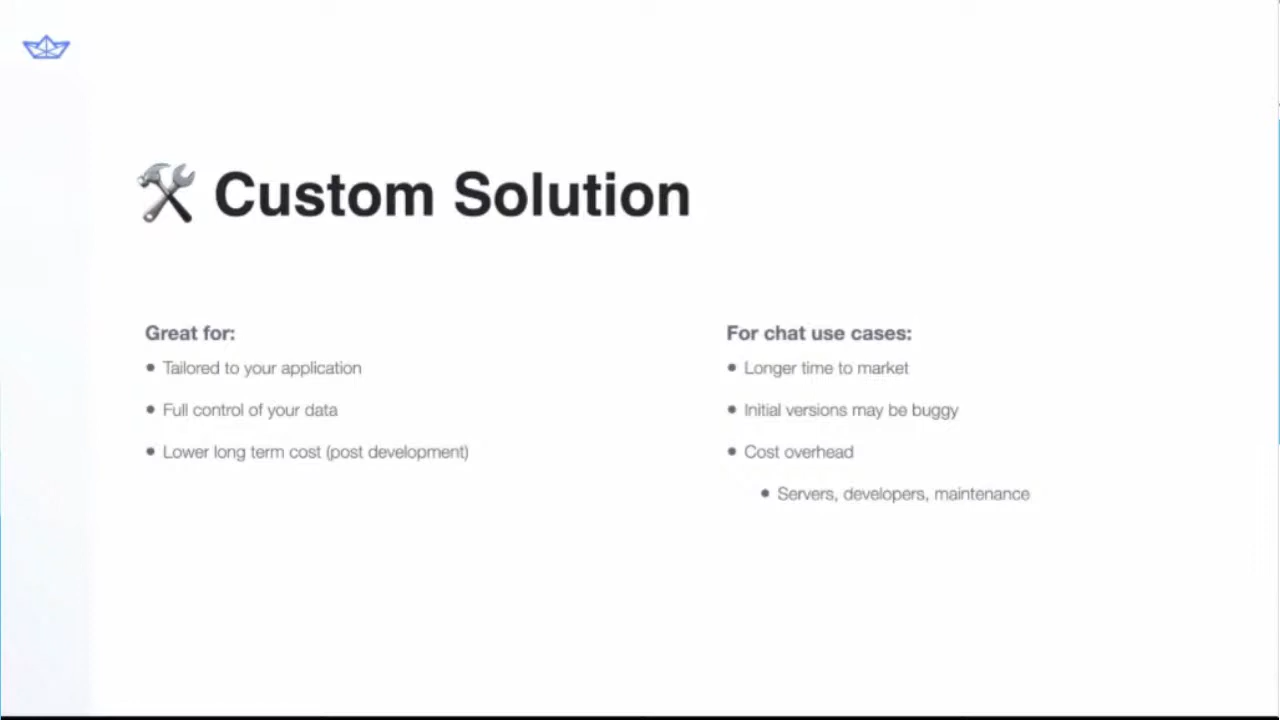 Custom Solution
Great for:
• Tailored to your application
• Full control of your data
• Lower long term cost (post development)
For chat use cases:
• Longer time to market
• Initial versions may be buggy
• Cost overhead
• Servers, developers, maintenance